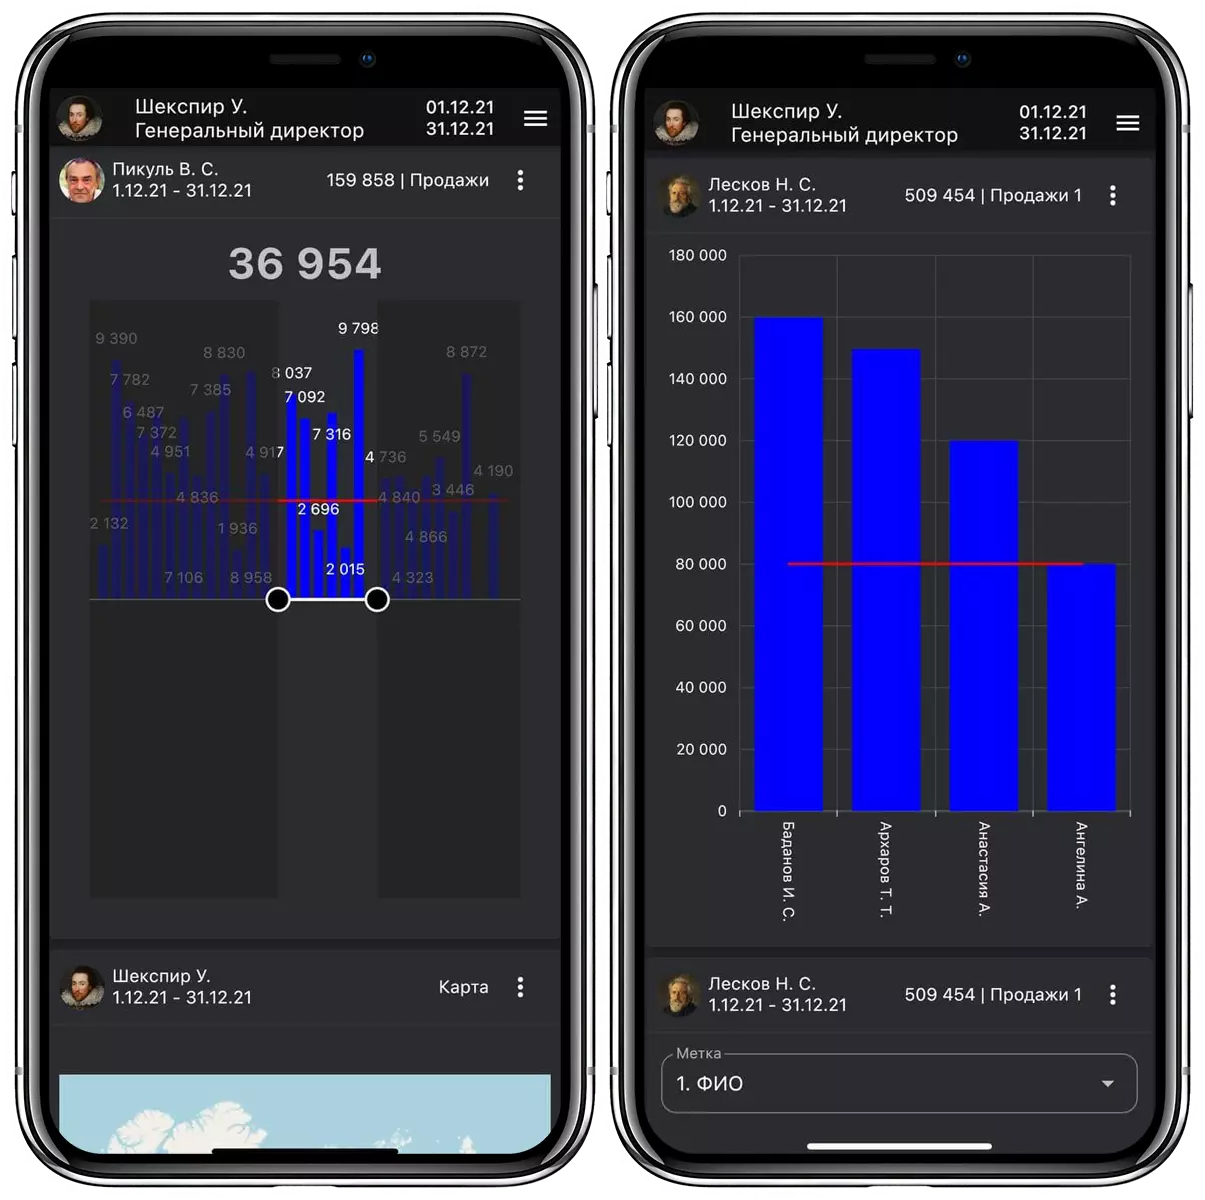 Шекспир У.
Генеральный директор
01.12.21
31.12.21
Пикуль В. С.
1.12.21 - 31.12.21
159 858 | Продажи
36 954
9 798
9 390
8 830
8 872
8 037
7 782
7 385
7 092
6 487
7 372
7 316
5 549
4 951
4 917
4 736
4 190
4 836
4 840
3 446
2 696
2 132
1 936
4 866
2 015
7 106
8 958
4 323
Шекспир У.
1.12.21 - 31.12.21
Карта
Шекспир У.
Генеральный директор
01.12.21
31.12.21
Лесков Н. С.
1.12.21 - 31.12.21
509 454 | Продажи 1
180 000
160 000
140 000
120 000
100 000
80 000
60 000
40 000
20 000
0
Баданов И. С.
Архаров Т. Т.
Анастасия А.
Ангелина А.
Лесков Н. С.
1.12.21 - 31.12.21
509 454 | Продажи 1
Метка
1. ФИО